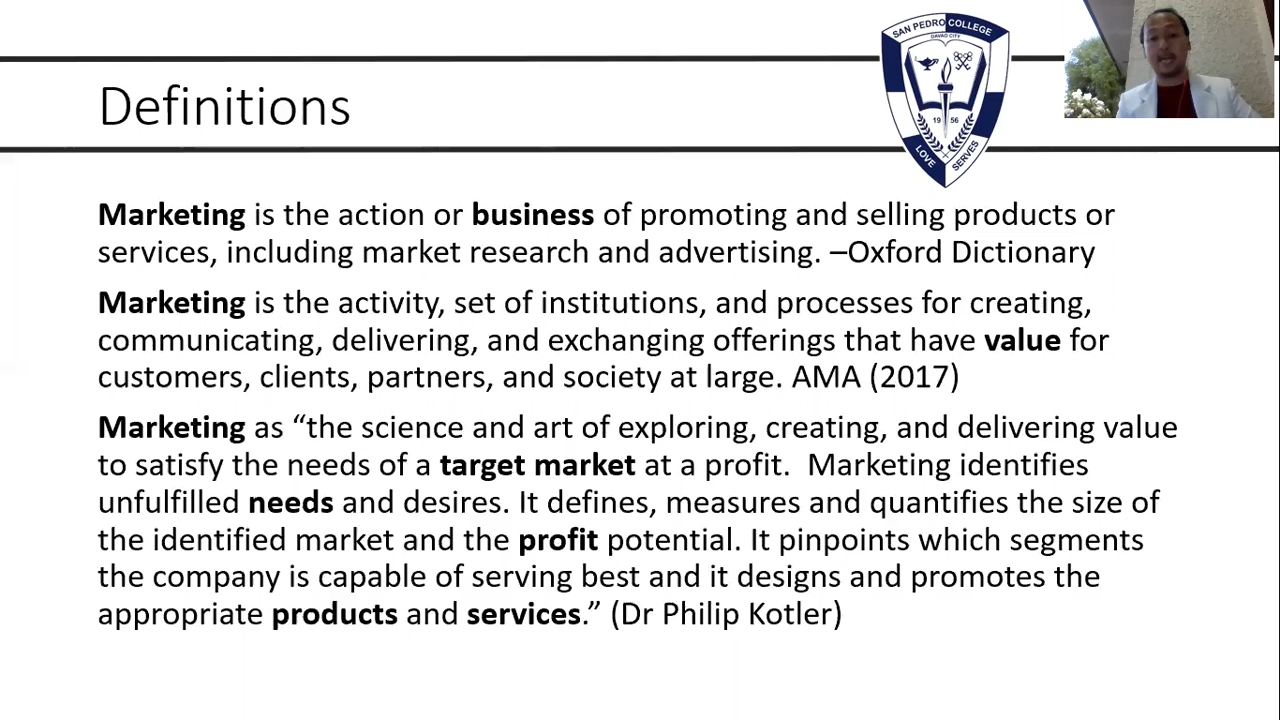 SAN PEDRO COLLEGE
DAVAO CITY
19 56
LOVE SERVES
Definitions
Marketing is the action or business of promoting and selling products or
services, including market research and advertising. –Oxford Dictionary
Marketing is the activity, set of institutions, and processes for creating,
communicating, delivering, and exchanging offerings that have value for
customers, clients, partners, and society at large. AMA (2017)
Marketing as “the science and art of exploring, creating, and delivering value
to satisfy the needs of a target market at a profit.  Marketing identifies
unfulfilled needs and desires. It defines, measures and quantifies the size of
the identified market and the profit potential. It pinpoints which segments
the company is capable of serving best and it designs and promotes the
appropriate products and services.” (Dr Philip Kotler)